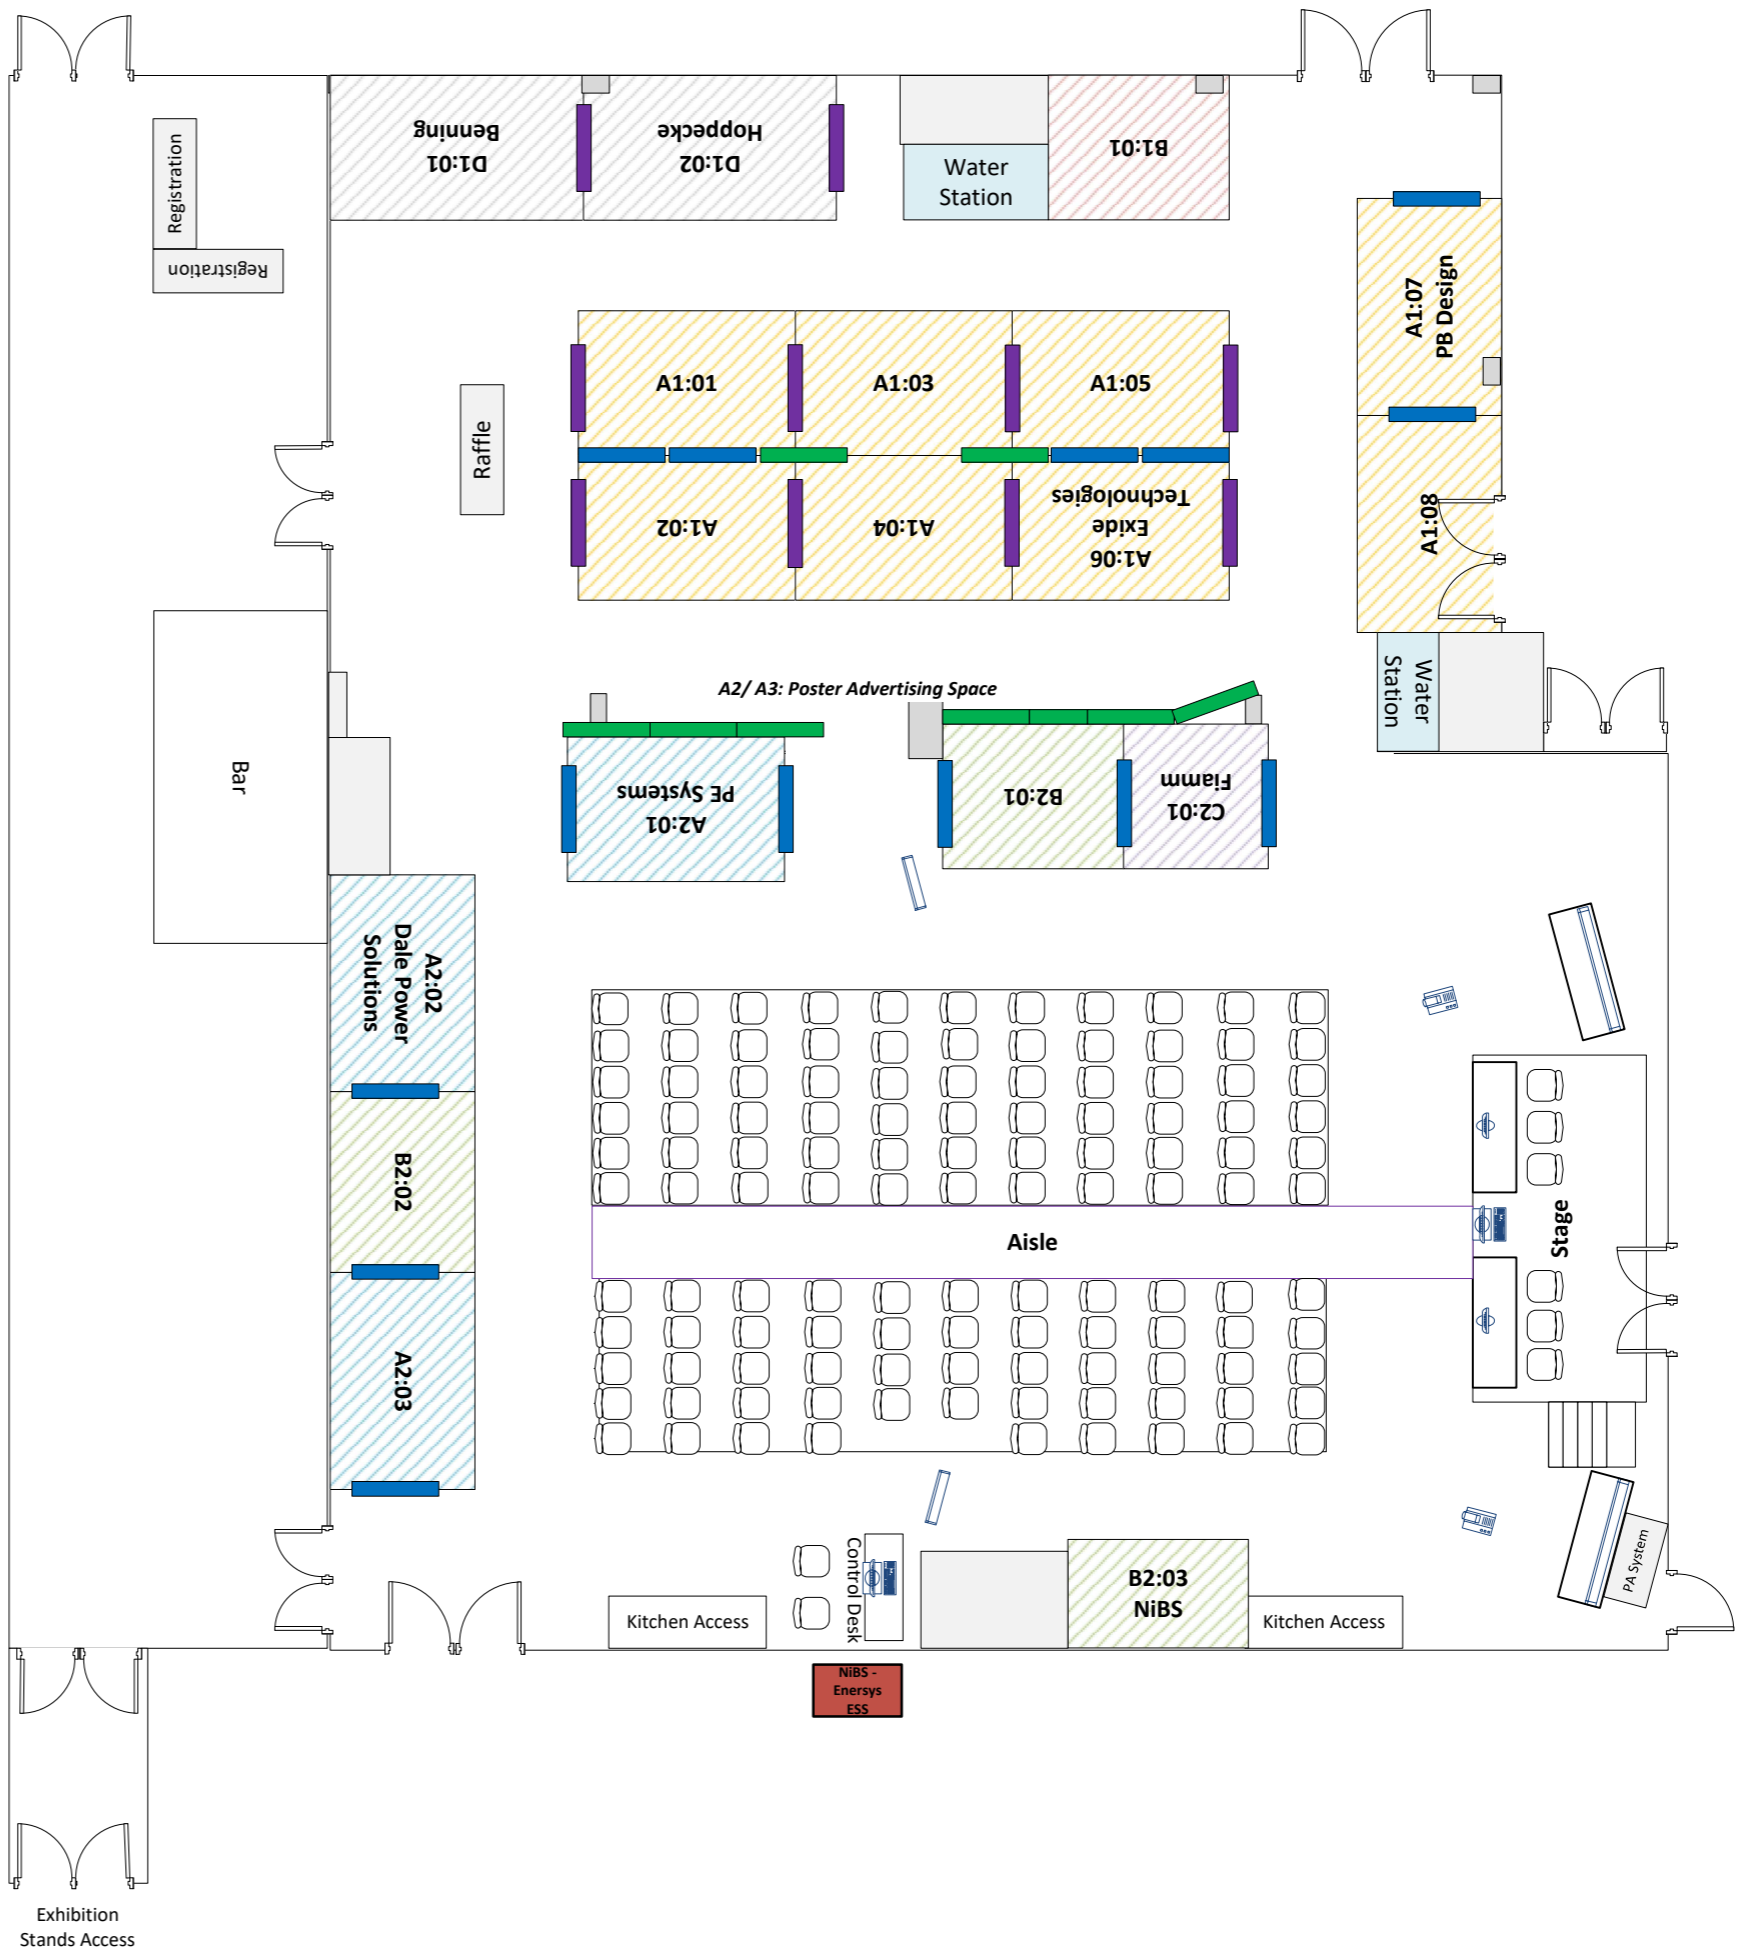 Registration
Registration
D1:01
Benning
D1:02
Hoppecke
Water
Station
B1:01
A1:07
PB Design
A1:01
A1:03
A1:05
Raffle
A1:02
A1:04
A1:06
Exide
Technologies
A1:08
Water
Station
A2/ A3: Poster Advertising Space
Bar
A2:01
PE Systems
B2:01
C2:01
Fiamm
A2:02
Dale Power
Solutions
B2:02
Aisle
Stage
A2:03
Control Desk
Kitchen Access
B2:03
NiBS
Kitchen Access
PA System
NiBS -
Enersys
ESS
Exhibition
Stands Access